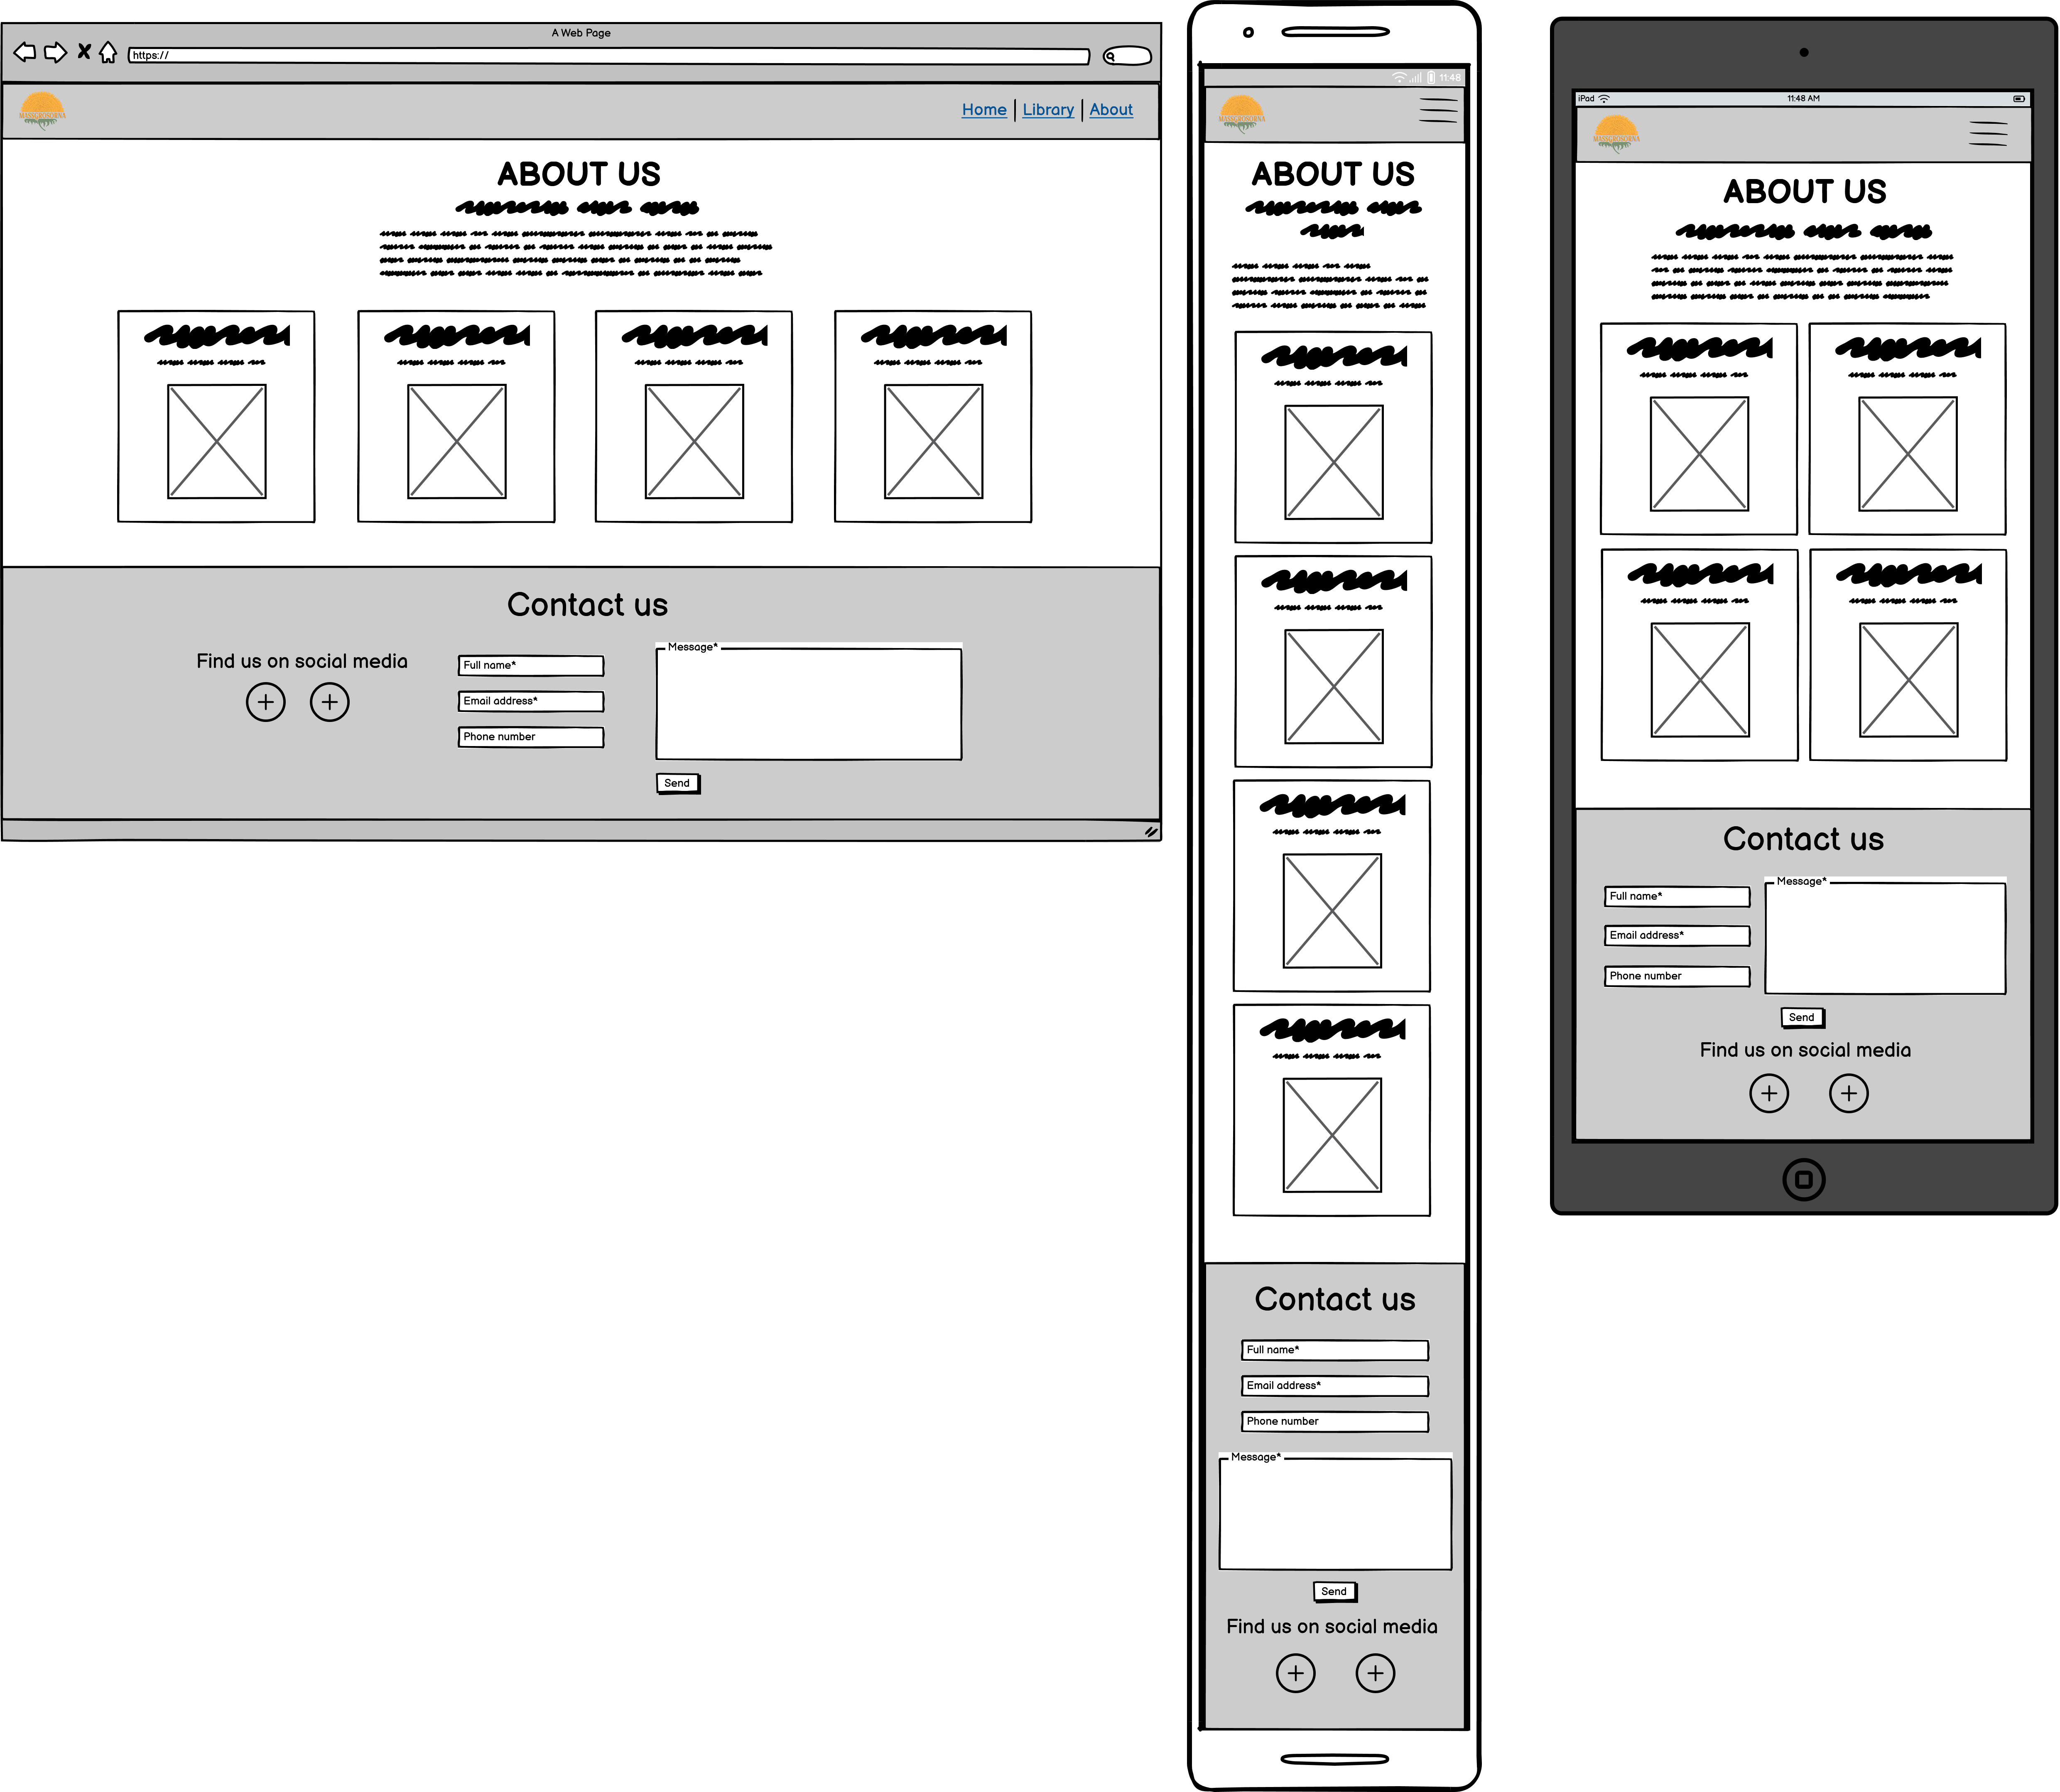 A Web Page
https://
MASSGROSORNA
Home | Library | About
ABOUT US
Contact us
Find us on social media
Full name*
Email address*
Phone number
Message*
Send
11:48
MASSGROSORNA
ABOUT US
Contact us
Full name*
Email address*
Phone number
Message*
Send
Find us on social media
iPad
11:48 AM
MASSGROSORNA
ABOUT US
Contact us
Full name*
Email address*
Phone number
Message*
Send
Find us on social media